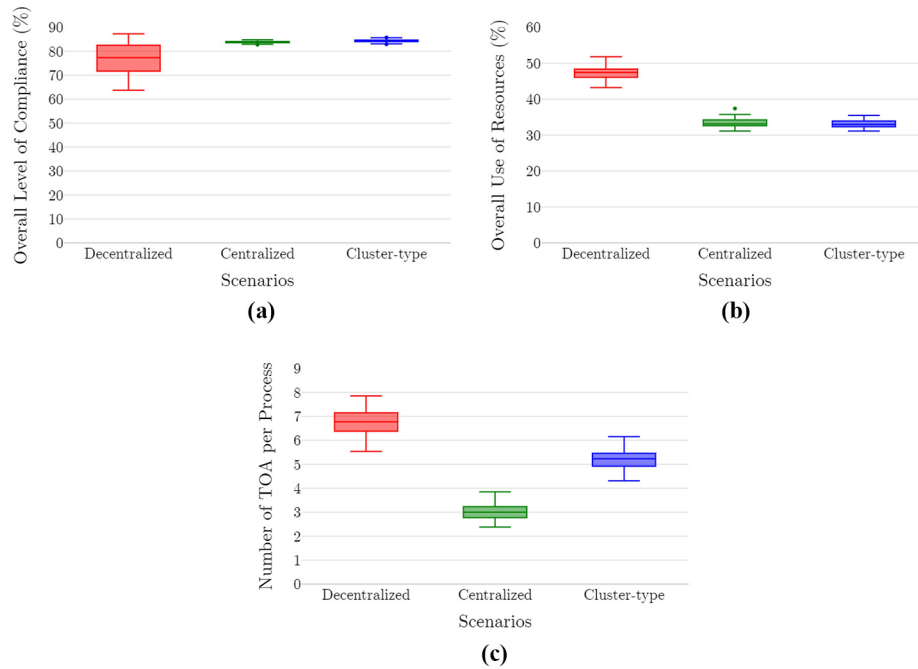 Overall Level of Compliance (%)
90
80
70
60
50
40
30
20
10
0
Decentralized Centralized Cluster-type
Scenarios
(a)
Overall Use of Resources (%)
60
50
40
30
20
10
0
Decentralized Centralized Cluster-type
Scenarios
(b)
Number of TOA per Process
9
8
7
6
5
4
3
2
1
0
Decentralized Centralized Cluster-type
Scenarios
(c)